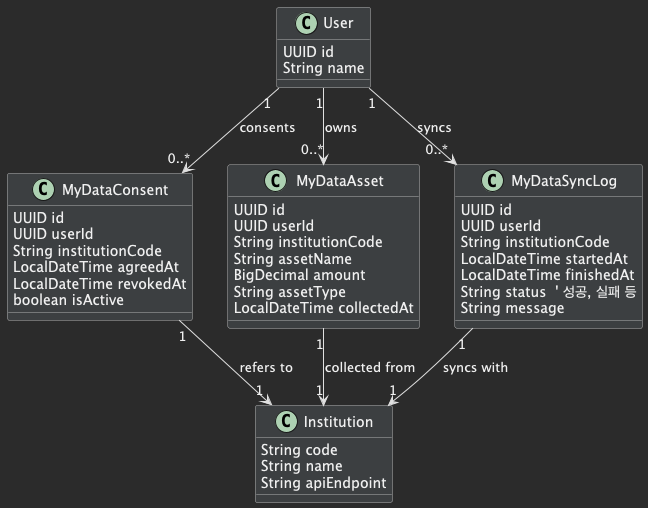 C User
UUID id
String name
1
1
1
consents
owns
syncs
0..*
0..*
0..*
C MyDataConsent
UUID id
UUID userId
String institutionCode
LocalDateTime agreedAt
LocalDateTime revokedAt
boolean isActive
C MyDataAsset
UUID id
UUID userId
String institutionCode
String assetName
BigDecimal amount
String assetType
LocalDateTime collectedAt
C MyDataSyncLog
UUID id
UUID userId
String institutionCode
LocalDateTime startedAt
LocalDateTime finishedAt
String status ' 성공, 실패 등
String message
1
1
1
refers to
collected from
syncs with
1
1
1
C Institution
String code
String name
String apiEndpoint